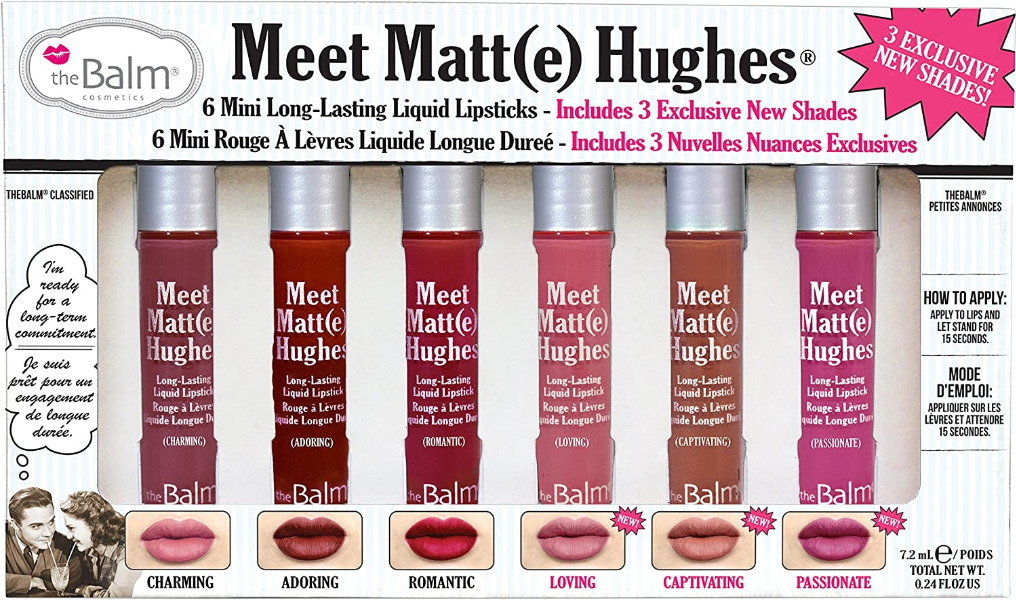 theBalm®
cosmetics
Meet Matt(e) Hughes®
6 Mini Long-Lasting Liquid Lipsticks - Includes 3 Exclusive New Shades
6 Mini Rouge À Lèvres Liquide Longue Dureé - Includes 3 Nuvelles Nuances Exclusives
3 EXCLUSIVE
NEW SHADES!
THEBALM® CLASSIFIED
I'm
ready
for a
long-term
commitment.
Je suis
prêt pour un
engagement
de longue
durée.
Meet
Matt(e)
Hughes
Long-Lasting
Liquid Lipstick
Rouge à Lèvres
Liquide Longue Dur
(CHARMING)
theBalm
Meet
Matt(e)
Hughes
Long-Lasting
Liquid Lipstick
Rouge à Lèvres
Liquide Longue Dur
(ADORING)
theBalm
Meet
Matt(e)
Hughes
Long-Lasting
Liquid Lipstick
Rouge à Lèvres
Liquide Longue Dur
(ROMANTIC)
theBalm
Meet
Matt(e)
Hughes
Long-Lasting
Liquid Lipstick
Rouge à Lèvres
Liquide Longue Dur
(LOVING)
theBalm
Meet
Matt(e)
Hughes
Long-Lasting
Liquid Lipstick
Rouge à Lèvres
Liquide Longue Dur
(CAPTIVATING)
theBalm
Meet
Matt(e)
Hughes
Long-Lasting
Liquid Lipstick
Rouge à Lèvres
Liquide Longue Dur
(PASSIONATE)
theBalm
THEBALM®
PETITES ANNONCES
HOW TO APPLY:
APPLY TO LIPS AND
LET STAND FOR
15 SECONDS.
MODE
D'EMPLOI:
APPLIQUER SUR LES
LÈVRES ET ATTENDRE
15 SECONDES.
NEW!
NEW!
NEW!
CHARMING
ADORING
ROMANTIC
LOVING
CAPTIVATING
PASSIONATE
7.2 mL ℮ / POIDS
TOTAL NET WT.
0.24 FL OZ US